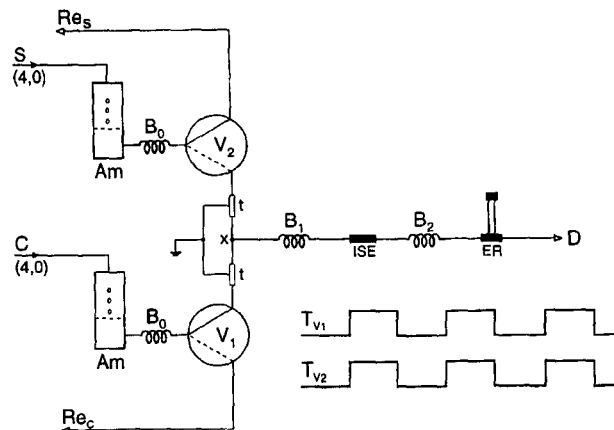 Re_s
S
(4,0)
Am
B_0
V_2
t
x
B_1
ISE
B_2
ER
D
t
C
(4,0)
Am
B_0
V_1
Re_c
T_V1
T_V2